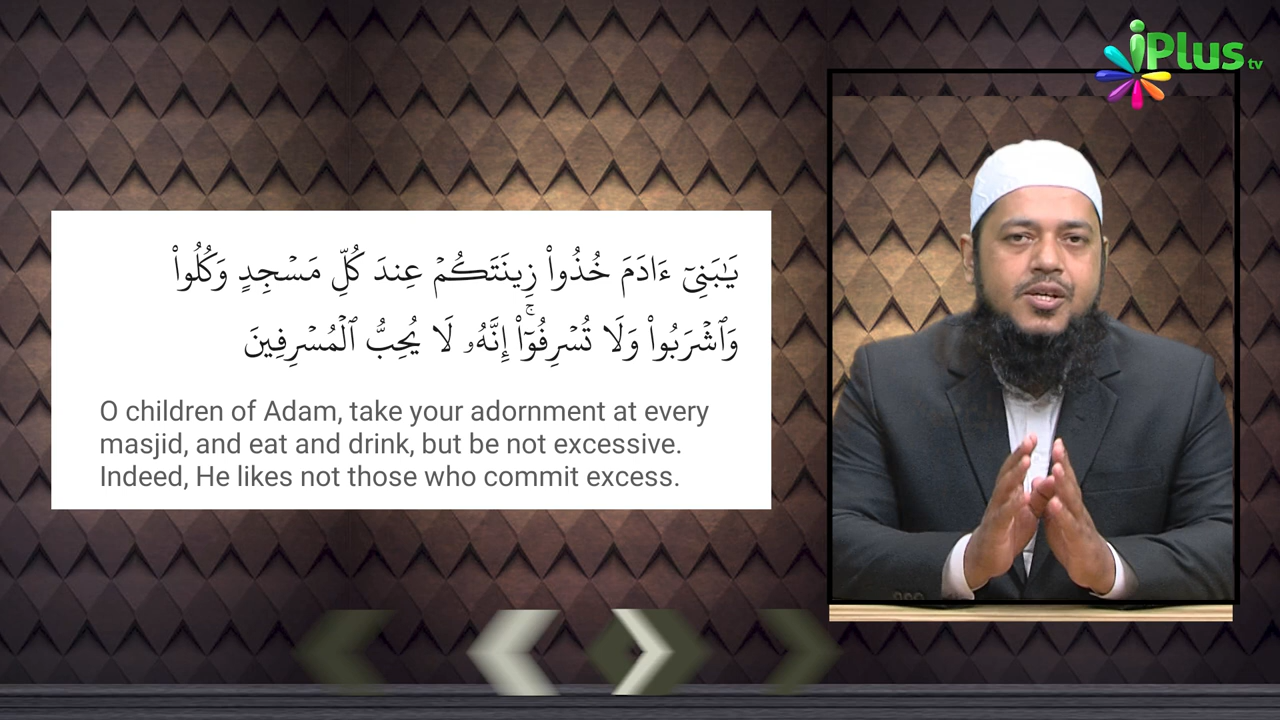 iPlus tv
يَـٰبَنِىٓ ءَادَمَ خُذُوا۟ زِينَتَكُمْ عِندَ كُلِّ مَسْجِدٍ وَكُلُوا۟
وَٱشْرَبُوا۟ وَلَا تُسْرِفُوٓا۟ ۚ إِنَّهُۥ لَا يُحِبُّ ٱلْمُسْرِفِينَ
O children of Adam, take your adornment at every
masjid, and eat and drink, but be not excessive.
Indeed, He likes not those who commit excess.